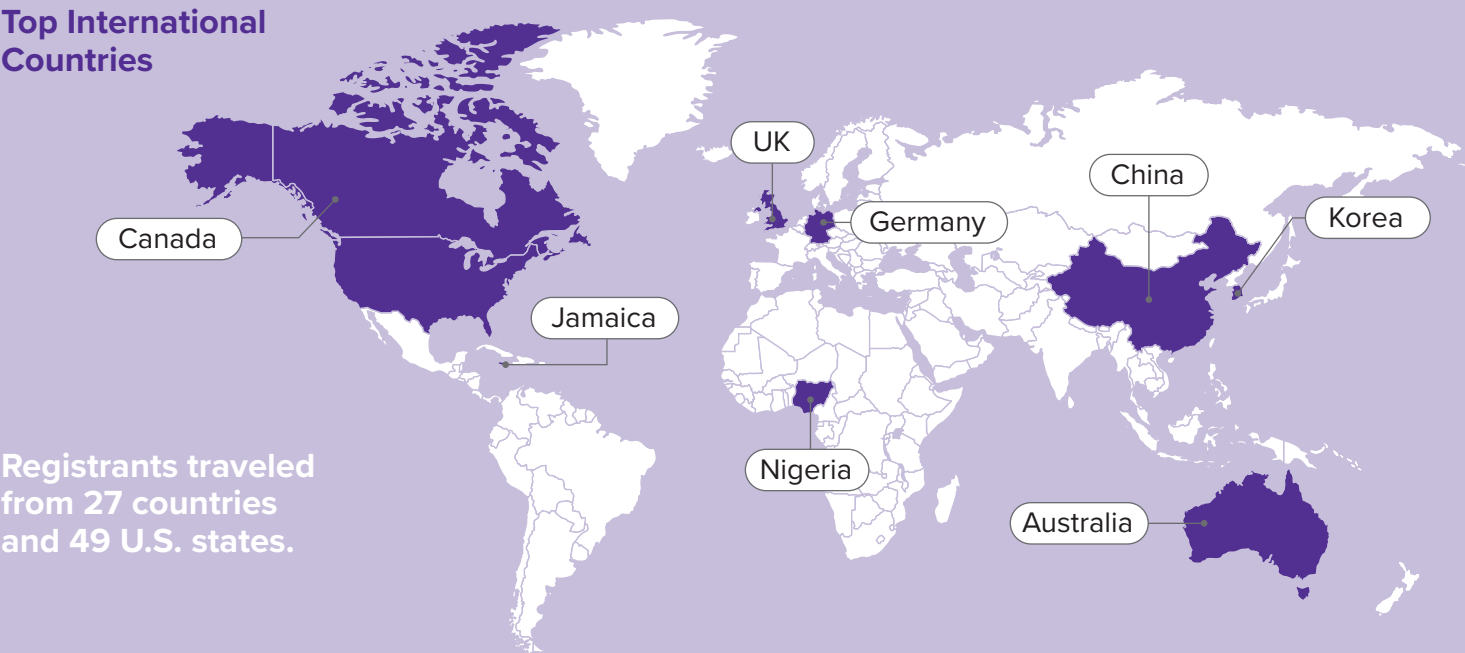 Top International
Countries
UK
China
Canada
Germany
Korea
Jamaica
Registrants traveled
from 27 countries
and 49 U.S. states.
Nigeria
Australia